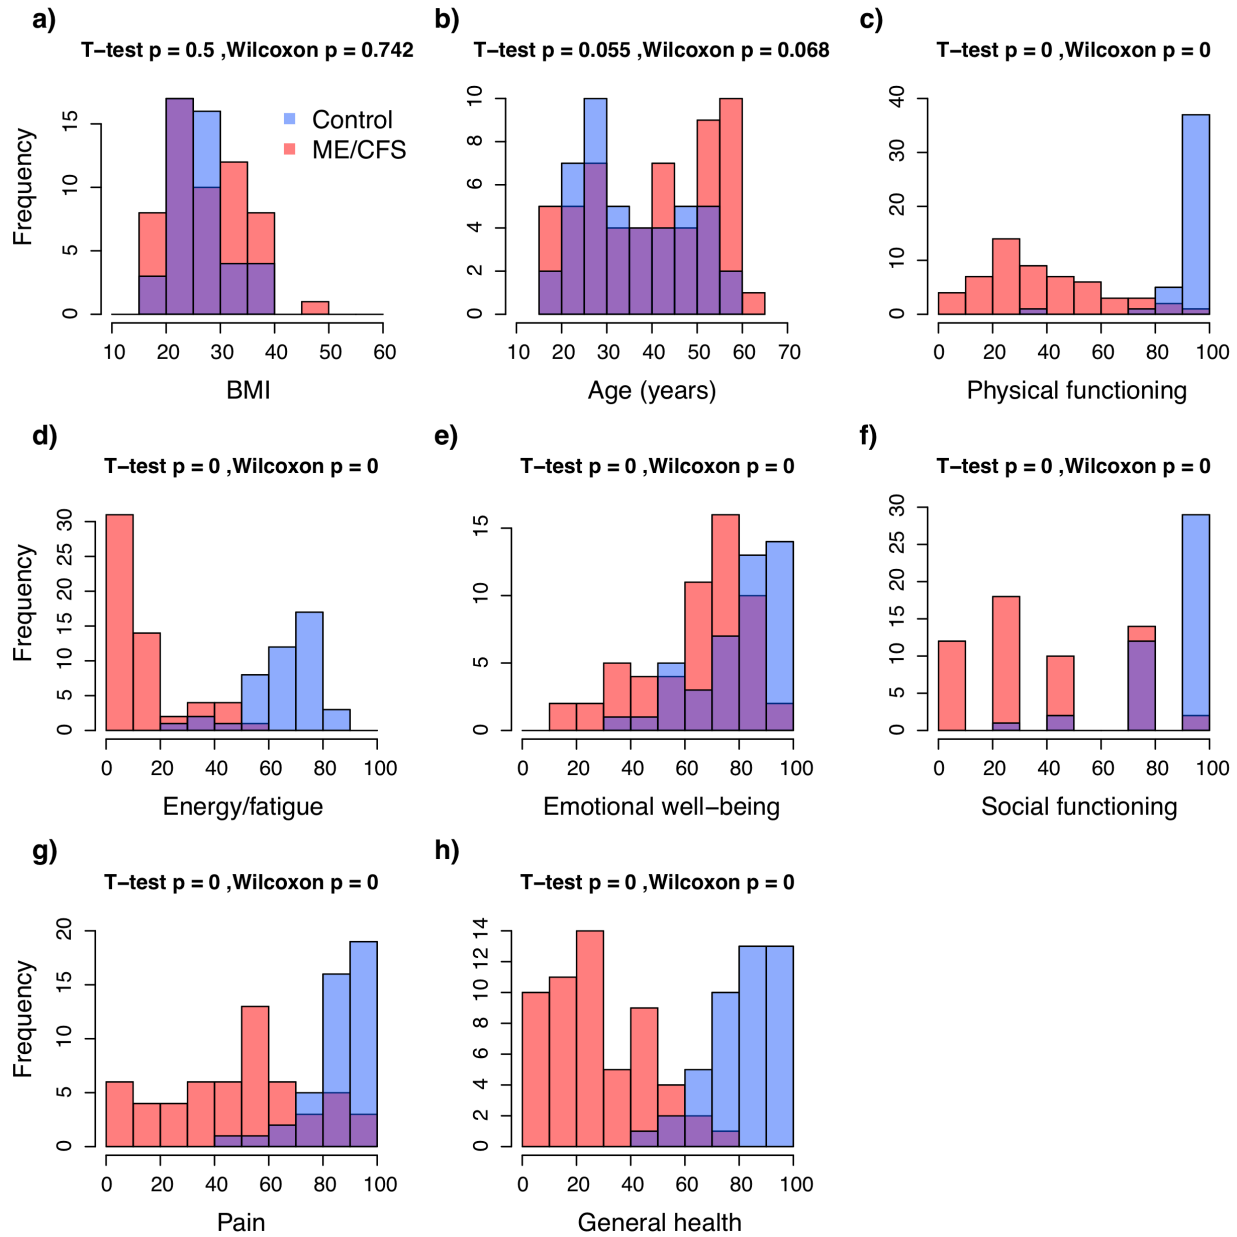 a)
T-test p = 0.5 ,Wilcoxon p = 0.742
Frequency
15
10
5
0
Control
ME/CFS
10 20 30 40 50 60
BMI
b)
T-test p = 0.055 ,Wilcoxon p = 0.068
10
8
6
4
2
0
10 20 30 40 50 60 70
Age (years)
c)
T-test p = 0 ,Wilcoxon p = 0
40
30
20
10
0
0 20 40 60 80 100
Physical functioning
d)
T-test p = 0 ,Wilcoxon p = 0
Frequency
30
25
20
15
10
5
0
0 20 40 60 80 100
Energy/fatigue
e)
T-test p = 0 ,Wilcoxon p = 0
15
10
5
0
0 20 40 60 80 100
Emotional well-being
f)
T-test p = 0 ,Wilcoxon p = 0
30
25
20
15
10
5
0
0 20 40 60 80 100
Social functioning
g)
T-test p = 0 ,Wilcoxon p = 0
Frequency
20
15
10
5
0
0 20 40 60 80 100
Pain
h)
T-test p = 0 ,Wilcoxon p = 0
14
12
10
8
6
4
2
0
0 20 40 60 80 100
General health